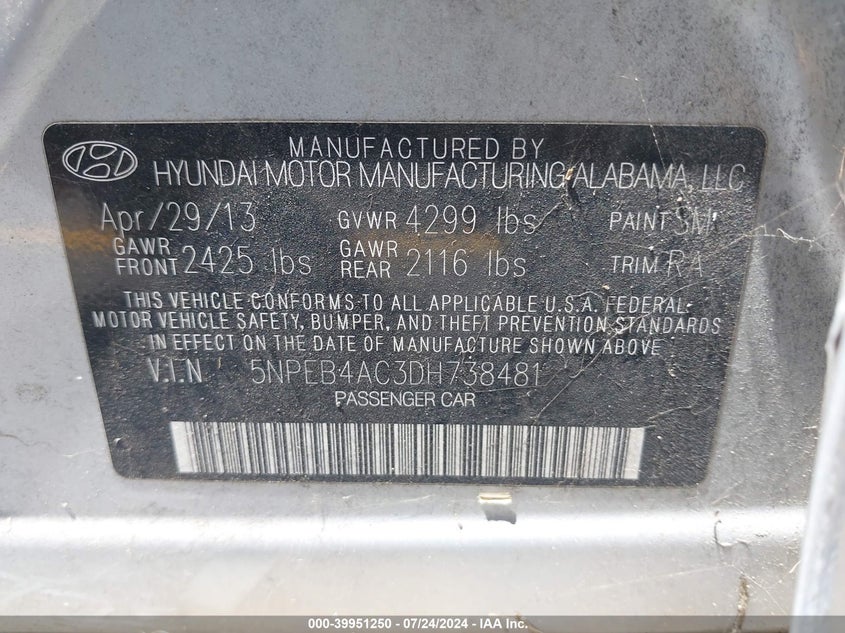 MANUFACTURED BY
HYUNDAI MOTOR MANUFACTURING ALABAMA, LLC
Apr/29/13 GVWR 4299 lbs PAINT 3M
GAWR FRONT 2425 lbs GAWR REAR 2116 lbs TRIM RA
THIS VEHICLE CONFORMS TO ALL APPLICABLE U.S.A. FEDERAL
MOTOR VEHICLE SAFETY, BUMPER, AND THEFT PREVENTION STANDARDS
IN EFFECT ON THE DATE OF MANUFACTURE SHOWN ABOVE.
V.I.N 5NPEB4AC3DH738481
PASSENGER CAR
000-39951250 - 07/24/2024 - IAA Inc.